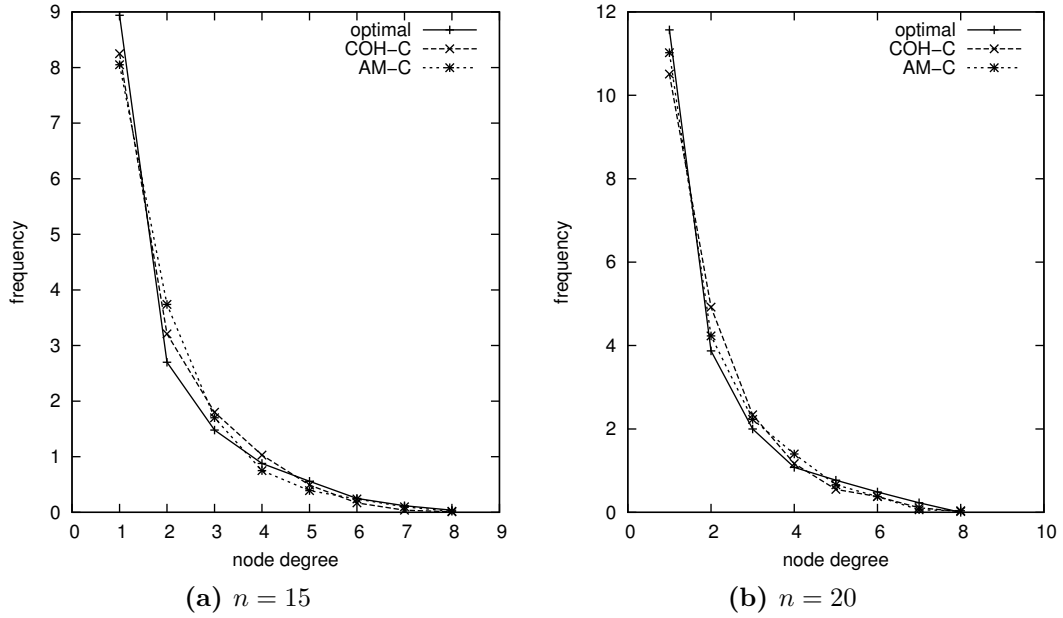 9
8
7
6
5
4
3
2
1
0
frequency
optimal
COH-C
AM-C
0 1 2 3 4 5 6 7 8 9
node degree
(a) n = 15
12
10
8
6
4
2
0
frequency
optimal
COH-C
AM-C
0 2 4 6 8 10
node degree
(b) n = 20